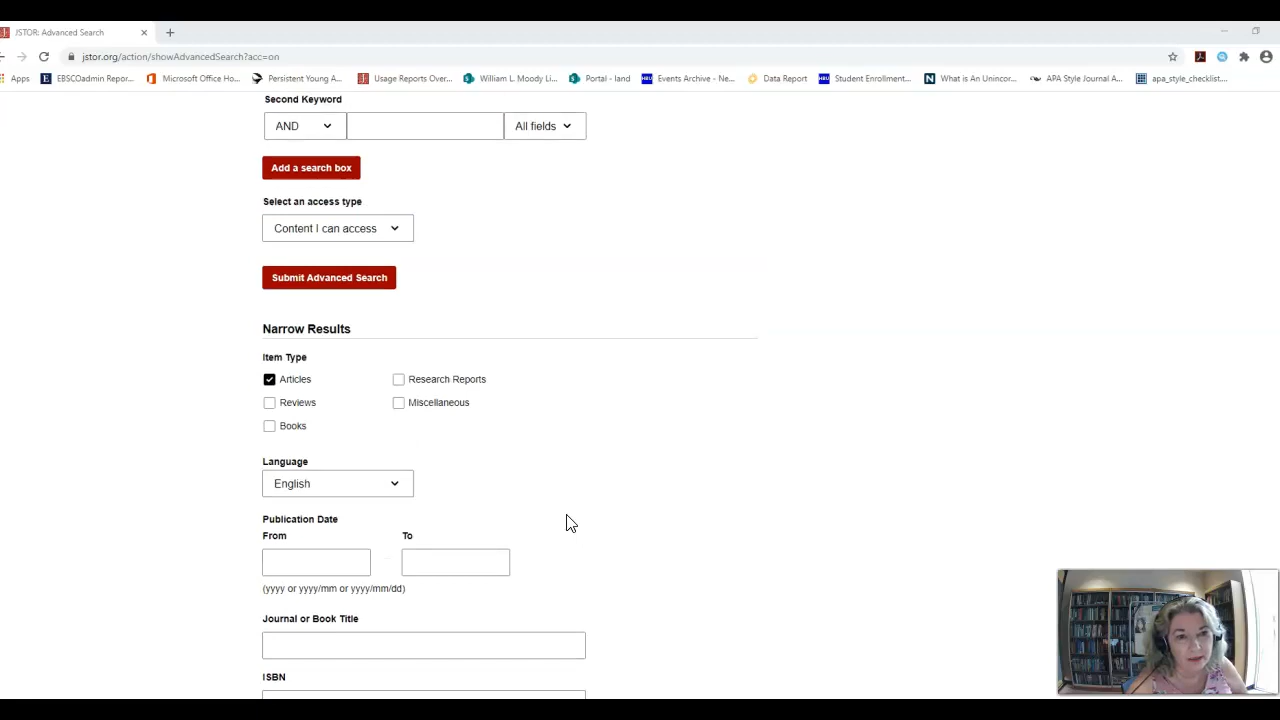 JSTOR: Advanced Search
jstor.org/action/showAdvancedSearch?acc=on
Apps EBSCOadmin Repor... Microsoft Office Ho... Persistent Young A... Usage Reports Over... William L. Moody Li... Portal - land HBU Events Archive - Ne... Data Report HBU Student Enrollment... N What is An Unincor... APA Style Journal A... apa_style_checklist....
Second Keyword
AND All fields
Add a search box
Select an access type
Content I can access
Submit Advanced Search
Narrow Results
Item Type
Articles Research Reports
Reviews Miscellaneous
Books
Language
English
Publication Date
From To
(yyyy or yyyy/mm or yyyy/mm/dd)
Journal or Book Title
ISBN